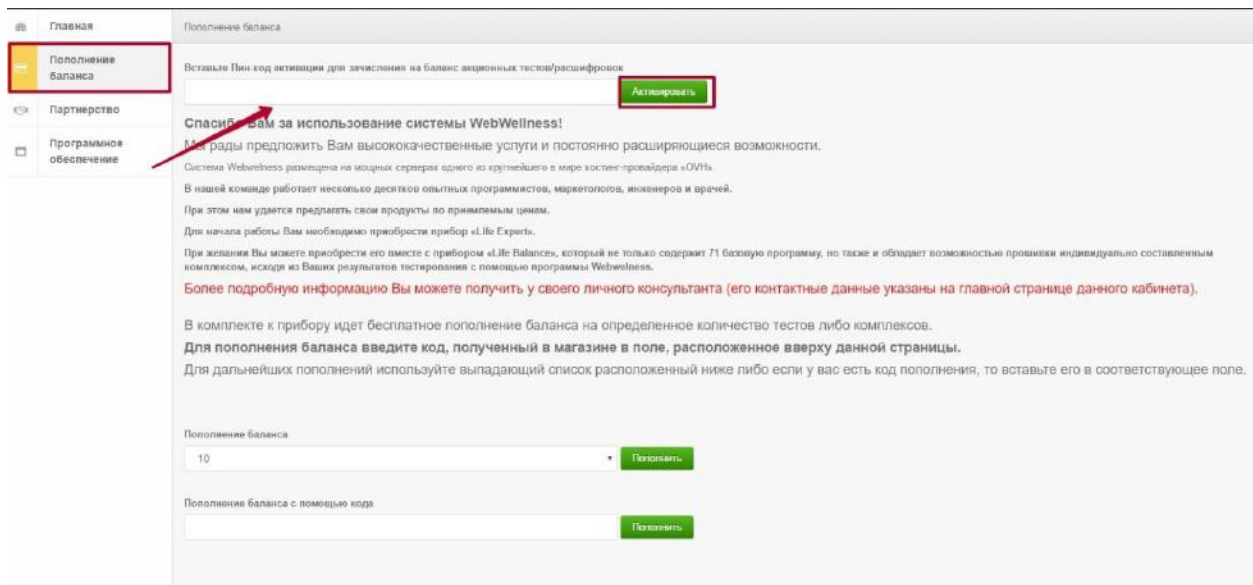 Главная
Пополнение баланса
Пополнение
баланса
Вставьте Пин-код активации для зачисления на баланс акционных тестов/расшифровок
Активировать
Партнерство
Спасибо Вам за использование системы WebWellness!
Программное
обеспечение
Мы рады предложить Вам высококачественные услуги и постоянно расширяющиеся возможности.
Система Webwelness размещена на мощных серверах одного из крупнейшего в мире хостинг-провайдера «OVH».
В нашей команде работает несколько десятков опытных программистов, маркетологов, инженеров и врачей.
При этом нам удается предлагать свои продукты по приемлемым ценам.
Для начала работы Вам необходимо приобрести прибор «Life Expert».
При желании Вы можете приобрести его вместе с прибором «Life Balance», который не только содержит 71 базовую программу, но также и обладает возможностью прошивки индивидуально составленным
комплексом, исходя из Ваших результатов тестирования с помощью программы Webwelness.
Более подробную информацию Вы можете получить у своего личного консультанта (его контактные данные указаны на главной странице данного кабинета).
В комплекте к прибору идет бесплатное пополнение баланса на определенное количество тестов либо комплексов.
Для пополнения баланса введите код, полученный в магазине в поле, расположенное вверху данной страницы.
Для дальнейших пополнений используйте выпадающий список расположенный ниже либо если у вас есть код пополнения, то вставьте его в соответствующее поле.
Пополнение баланса
10
Пополнить
Пополнение баланса с помощью кода
Пополнить